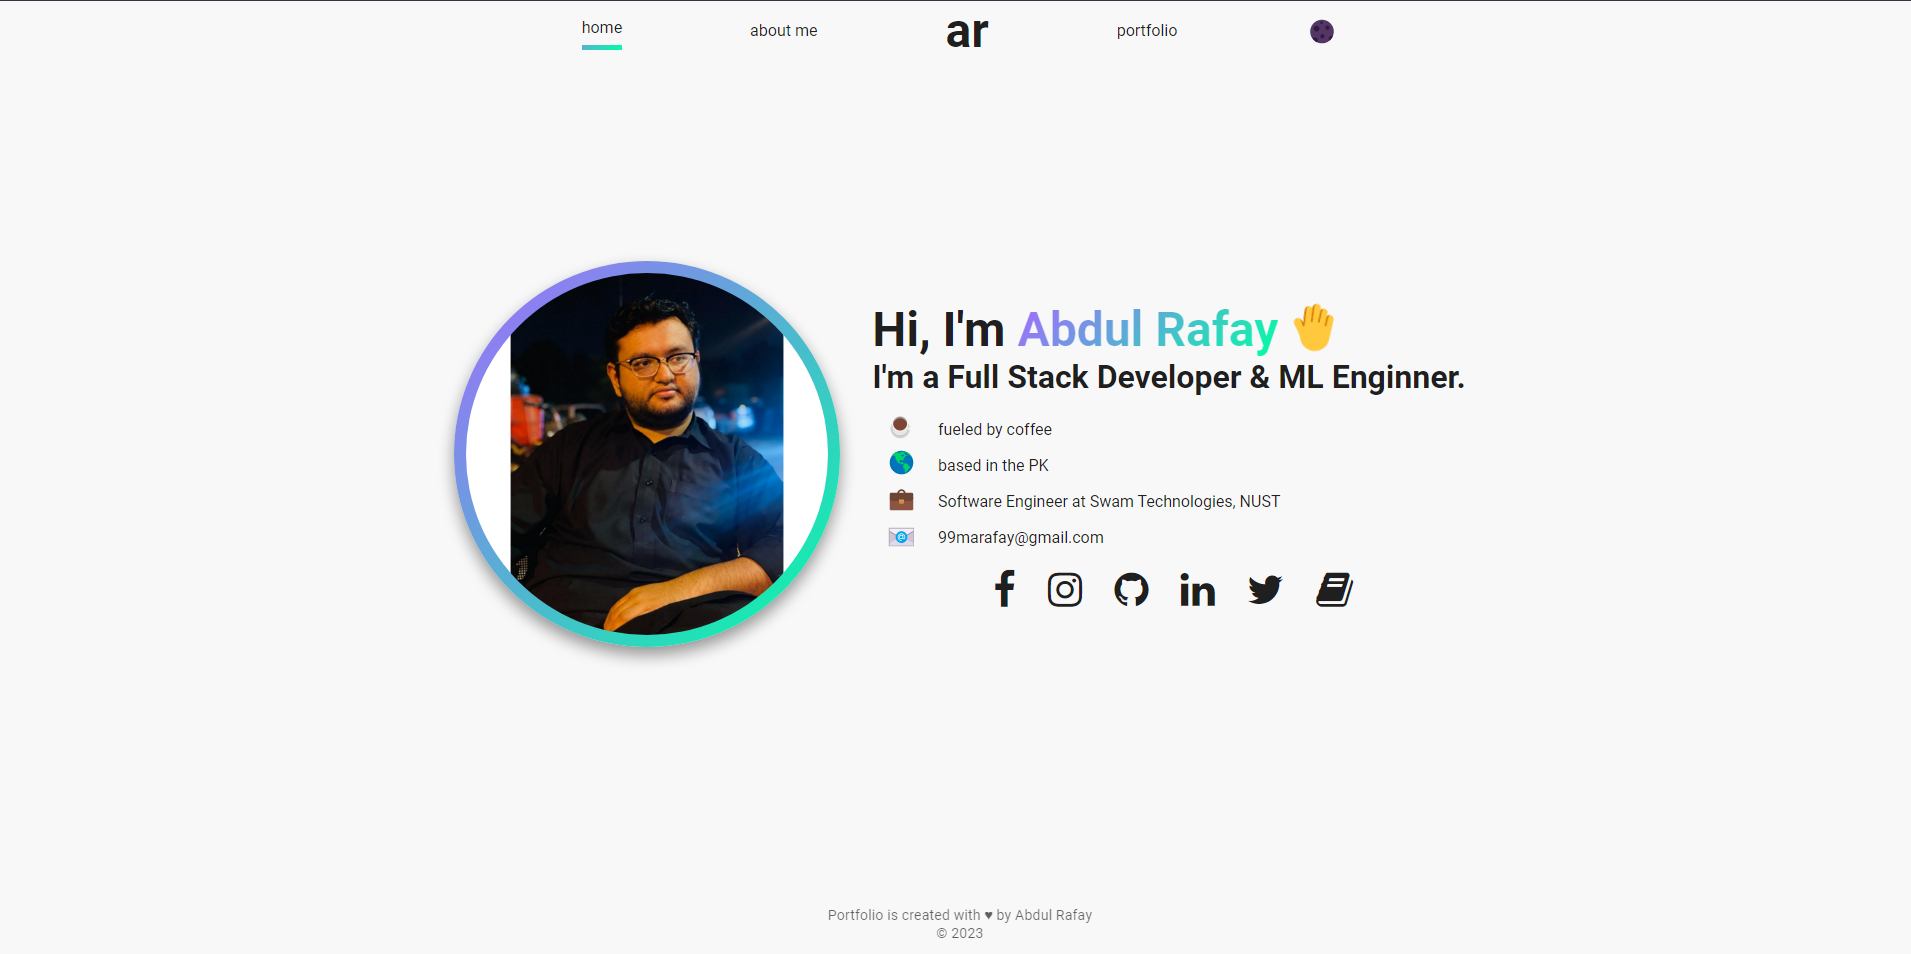 home
about me
ar
portfolio
Hi, I'm Abdul Rafay
I'm a Full Stack Developer & ML Enginner.
fueled by coffee
based in the PK
Software Engineer at Swam Technologies, NUST
99marafay@gmail.com
Portfolio is created with ♥ by Abdul Rafay
© 2023